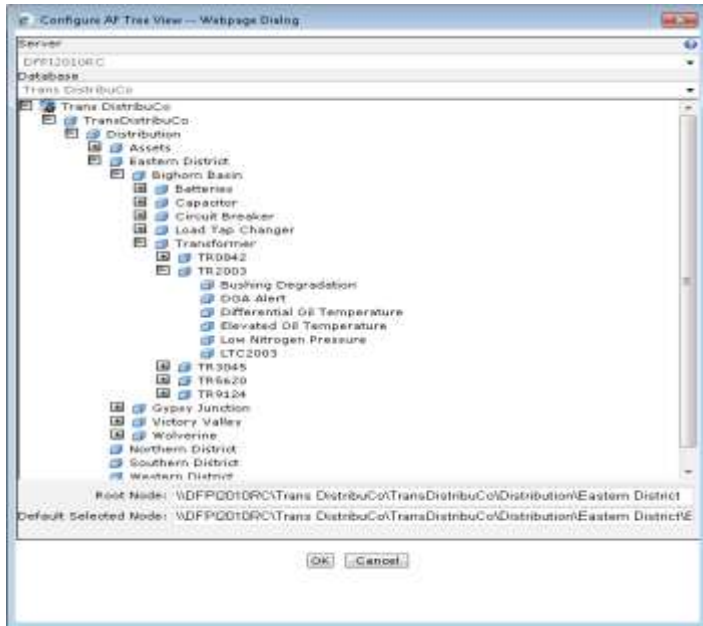 Configure AF Tree View -- Webpage Dialog
Server
DFPI2010RC
Database
Trans DistribuCo
Trans DistribuCo
TransDistribuCo
Distribution
Assets
Eastern District
Bighorn Basin
Batteries
Capacitor
Circuit Breaker
Load Tap Changer
Transformer
TR0842
TR2003
Bushing Degradation
DGA Alert
Differential Oil Temperature
Elevated Oil Temperature
Low Nitrogen Pressure
LTC2003
TR3045
TR6620
TR9124
Gypsy Junction
Victory Valley
Wolverine
Northern District
Southern District
Western District
Root Node: \\DFPI2010RC\Trans DistribuCo\TransDistribuCo\Distribution\Eastern District
Default Selected Node: \\DFPI2010RC\Trans DistribuCo\TransDistribuCo\Distribution\Eastern District\E
OK Cancel